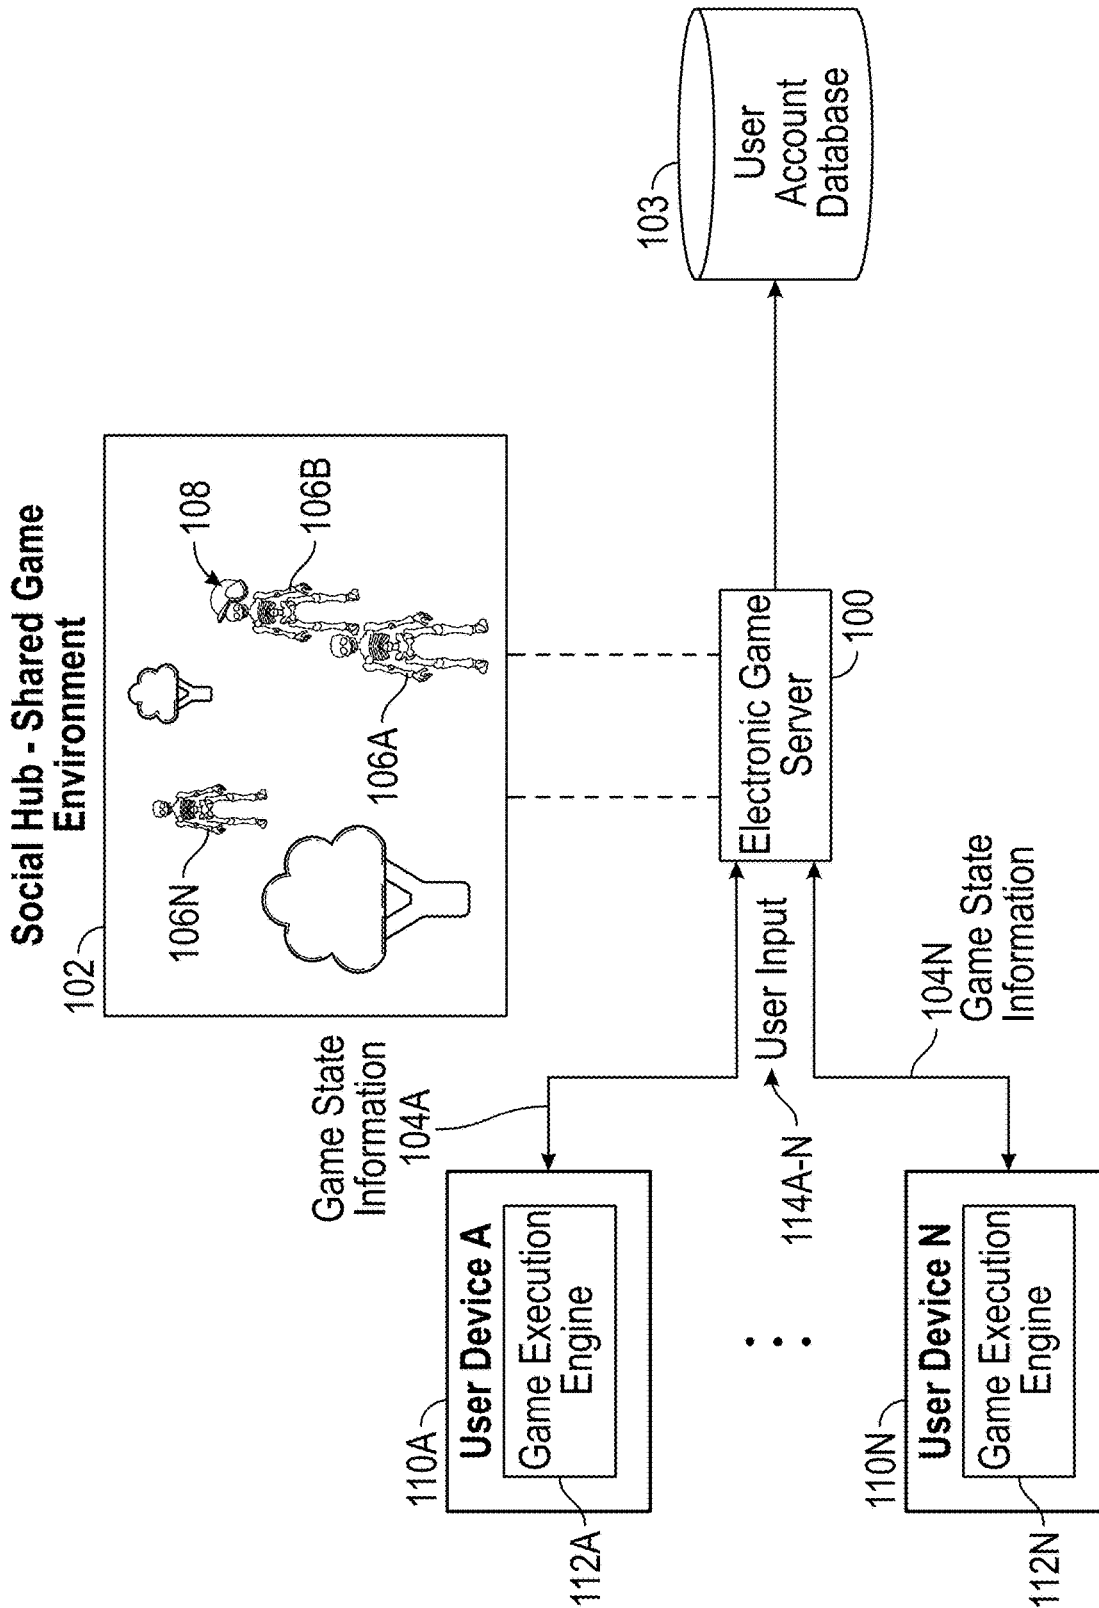 Social Hub - Shared Game
Environment
102
106N
106A
106B
108
Game State
Information
104A
110A
User Device A
Game Execution
Engine
112A
114A-N
User Input
Electronic Game
Server
100
103
User
Account
Database
104N
Game State
Information
110N
User Device N
Game Execution
Engine
112N